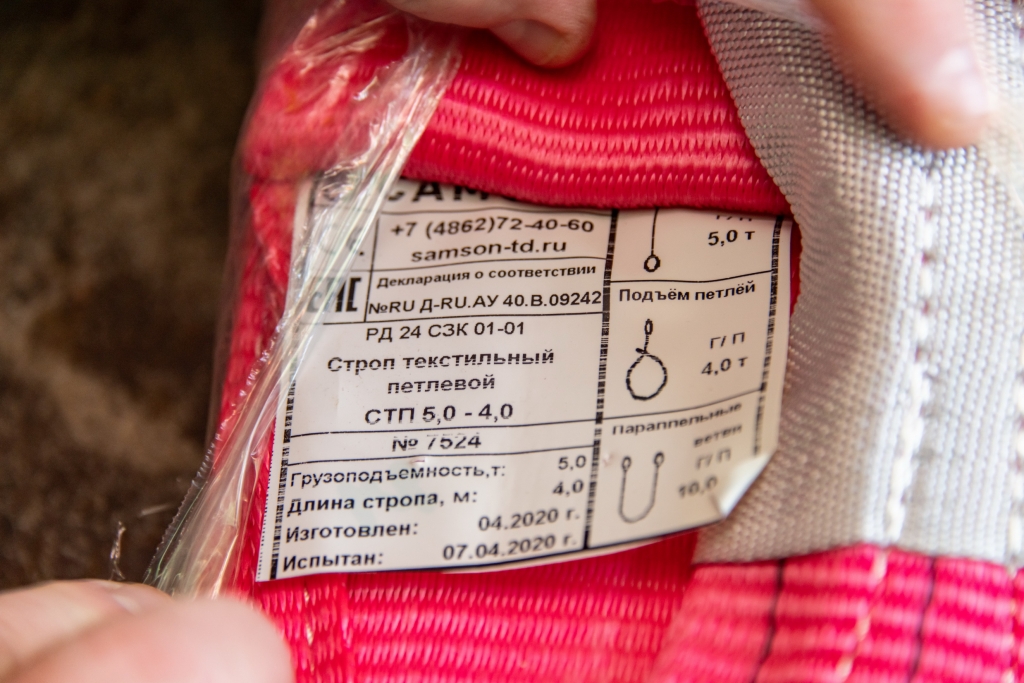 +7 (4862)72-40-60
samson-td.ru
Декларация о соответствии
№RU Д-RU.АУ 40.В.09242
РД 24 СЗК 01-01
Строп текстильный
петлевой
СТП 5,0 - 4,0
№ 7524
Грузоподъемность,т: 5,0
Длина стропа, м: 4,0
Изготовлен: 04.2020 г.
Испытан: 07.04.2020 г.
5,0 т
Подъём петлёй
Г/ П
4,0 т
Параллельные
ветви
Г/ П
10,0